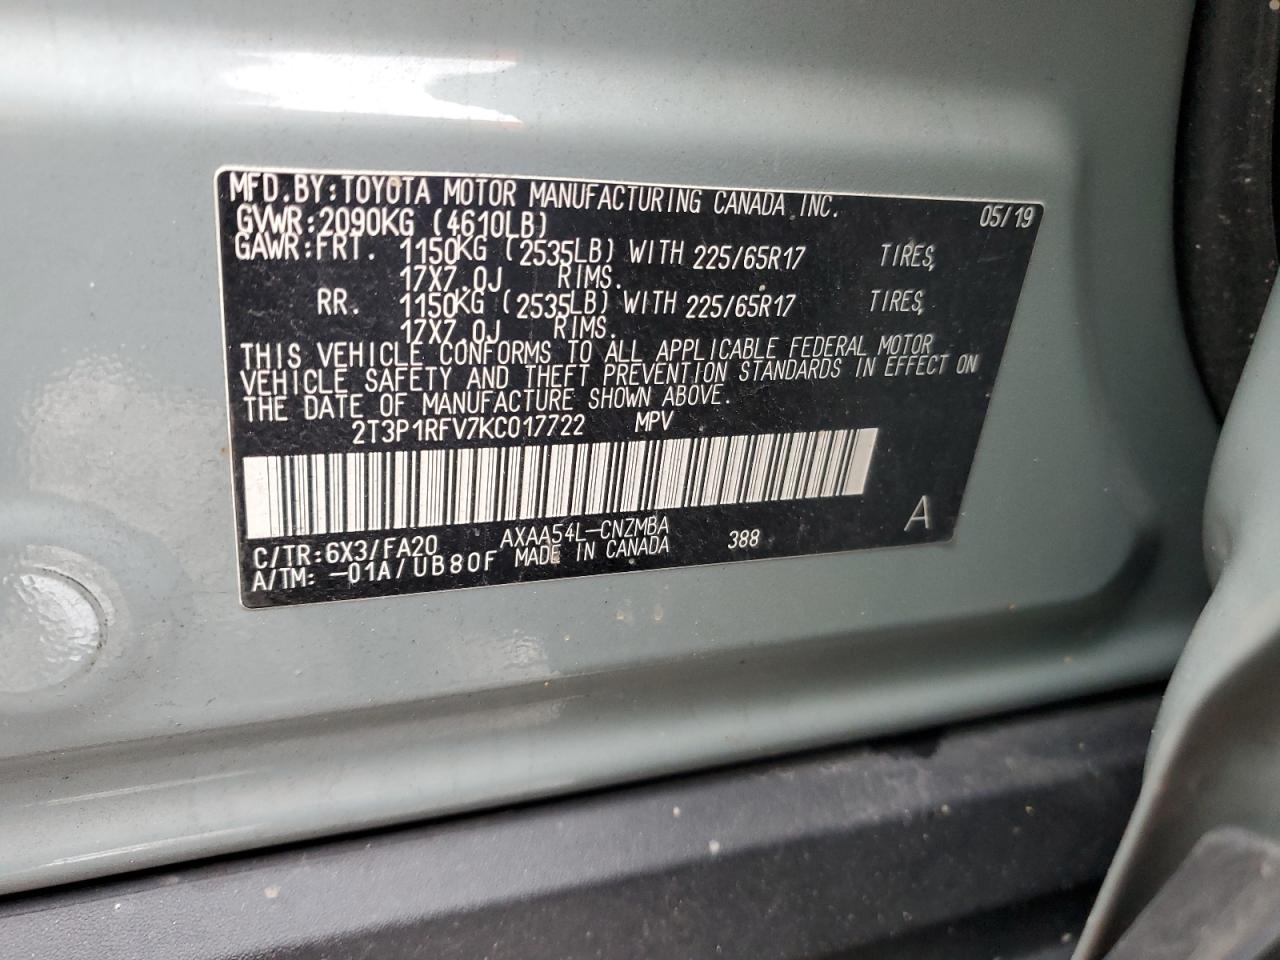 MFD.BY:TOYOTA MOTOR MANUFACTURING CANADA INC. 05/19
GVWR:2090KG (4610LB)
GAWR:FRT. 1150KG (2535LB) WITH 225/65R17 TIRES,
17X7.0J RIMS.
RR. 1150KG (2535LB) WITH 225/65R17 TIRES,
17X7.0J RIMS.
THIS VEHICLE CONFORMS TO ALL APPLICABLE FEDERAL MOTOR
VEHICLE SAFETY AND THEFT PREVENTION STANDARDS IN EFFECT ON
THE DATE OF MANUFACTURE SHOWN ABOVE.
2T3P1RFV7KC017722 MPV
C/TR:6X3/FA20 AXAA54L-CNZMBA 388 A
A/TM: -01A/UB80F MADE IN CANADA